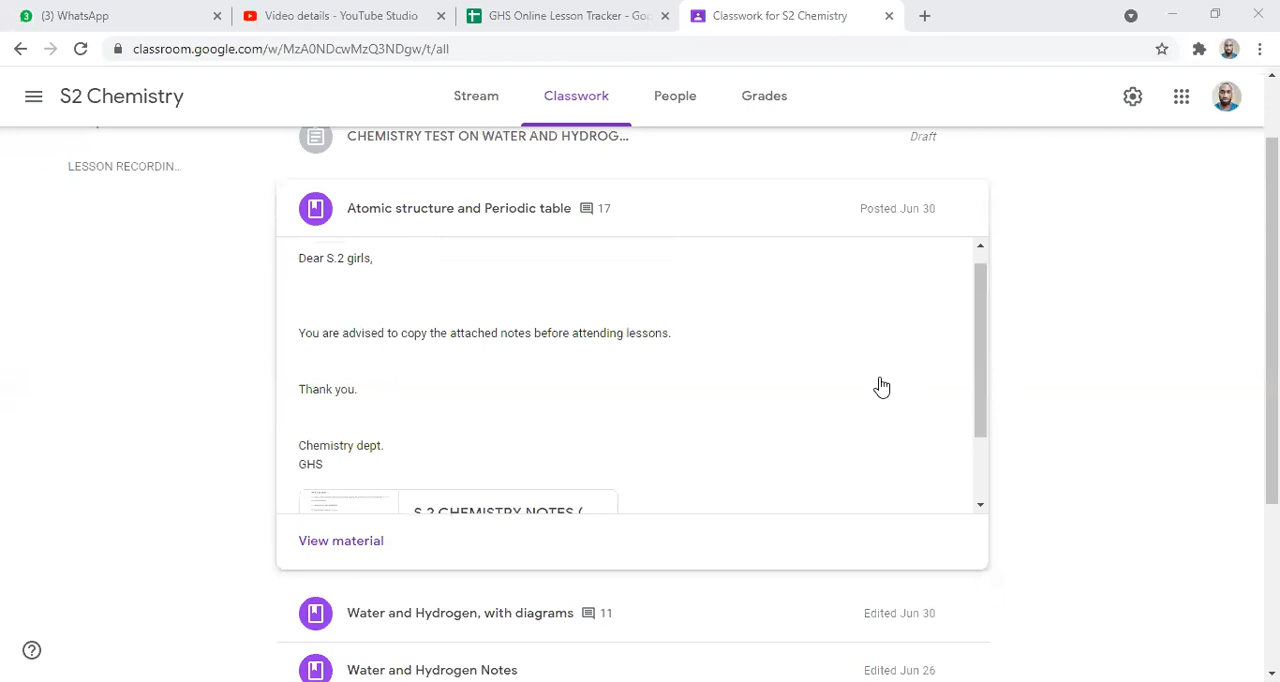 (3) WhatsApp
Video details - YouTube Studio
GHS Online Lesson Tracker - Goo
Classwork for S2 Chemistry
classroom.google.com/w/MzA0NDcwMzQ3NDgw/t/all
S2 Chemistry
Stream
Classwork
People
Grades
CHEMISTRY TEST ON WATER AND HYDROG...
Draft
LESSON RECORDIN...
Atomic structure and Periodic table
17
Posted Jun 30
Dear S.2 girls,
You are advised to copy the attached notes before attending lessons.
Thank you.
Chemistry dept.
GHS
S.2 CHEMISTRY NOTES (
View material
Water and Hydrogen, with diagrams
11
Edited Jun 30
Water and Hydrogen Notes
Edited Jun 26